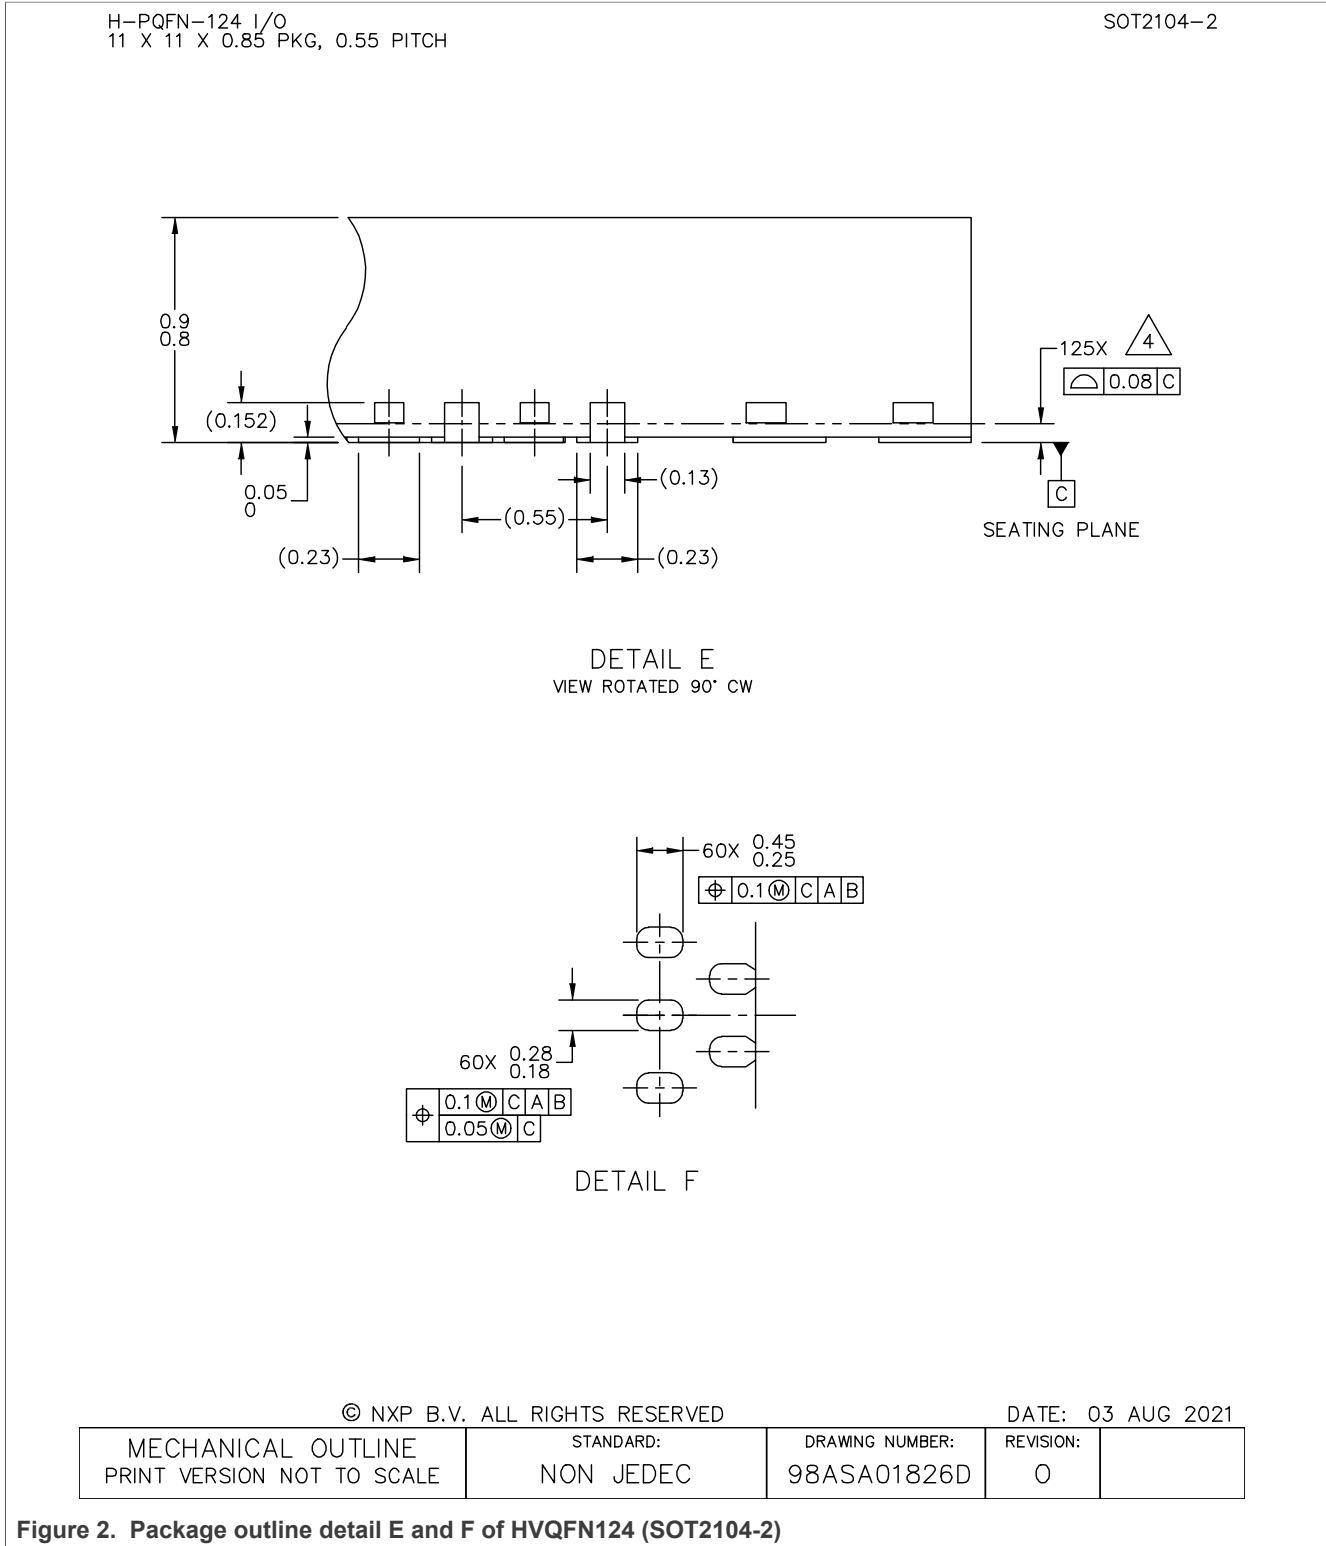 H-PQFN-124 I/O
11 X 11 X 0.85 PKG, 0.55 PITCH
SOT2104-2
0.9
0.8
(0.152)
0.05
0
(0.23)
(0.55)
(0.13)
(0.23)
125X 4
⌓ 0.08 C
C
SEATING PLANE
DETAIL E
VIEW ROTATED 90° CW
60X 0.45
0.25
⌖ 0.1Ⓜ C A B
60X 0.28
0.18
⌖ 0.1Ⓜ C A B
0.05Ⓜ C
DETAIL F
© NXP B.V. ALL RIGHTS RESERVED
DATE: 03 AUG 2021
MECHANICAL OUTLINE
PRINT VERSION NOT TO SCALE
STANDARD:
NON JEDEC
DRAWING NUMBER:
98ASA01826D
REVISION:
O
Figure 2. Package outline detail E and F of HVQFN124 (SOT2104-2)